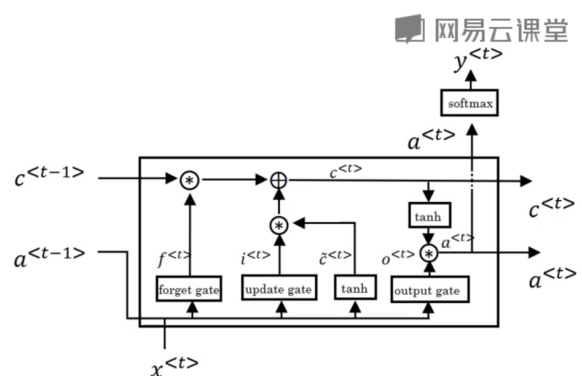 网易云课堂
y<t>
softmax
a<t>
c<t-1>
c<t>
c<t>
tanh
a<t-1>
f<t>
i<t>
c̃<t>
o<t>
a<t>
a<t>
forget gate
update gate
tanh
output gate
x<t>